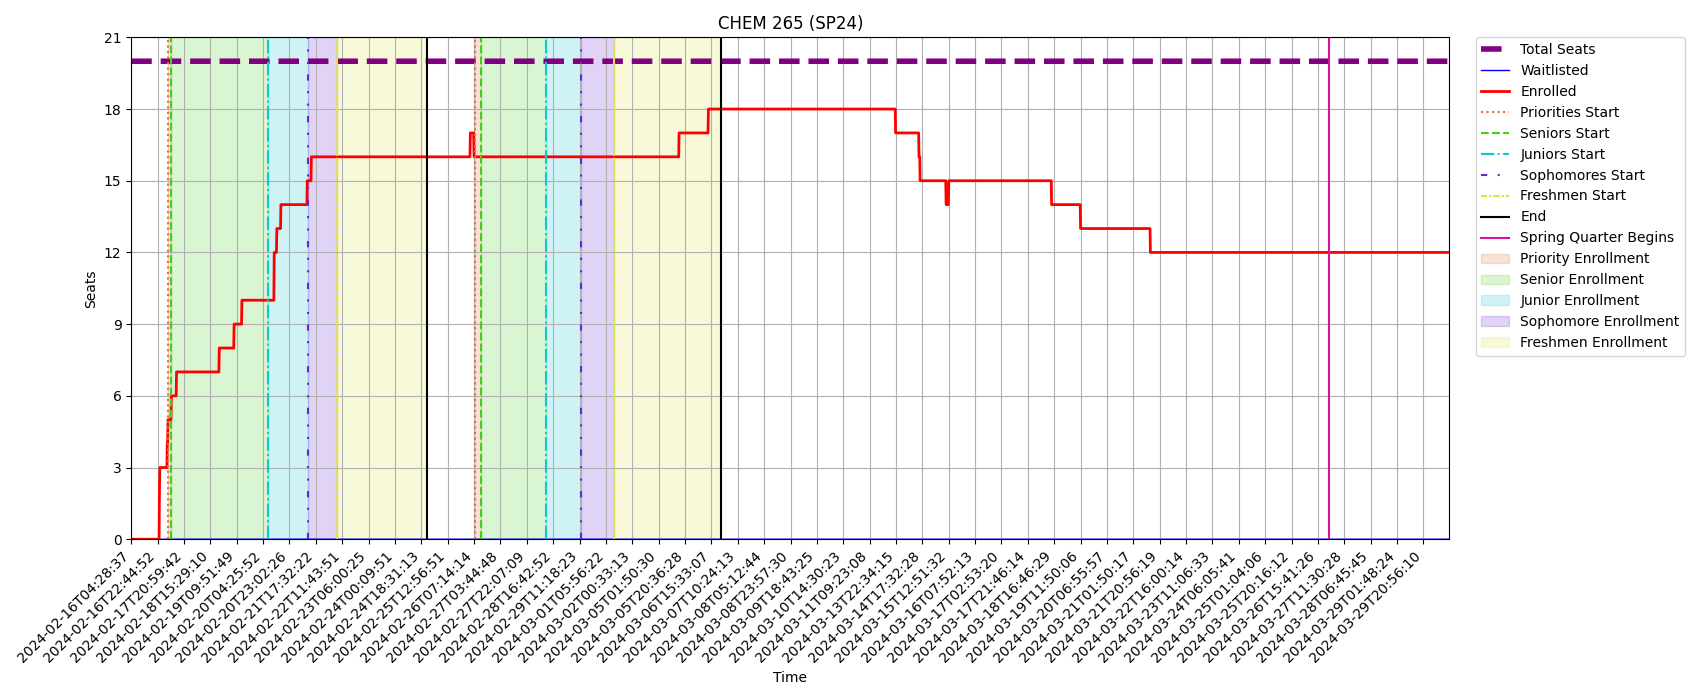 CHEM 265 (SP24)
21
18
15
12
9
6
3
0
Seats
2024-02-16T04:28:37
2024-02-16T22:44:52
2024-02-17T20:59:42
2024-02-18T15:29:10
2024-02-19T09:51:49
2024-02-20T04:25:52
2024-02-20T23:02:26
2024-02-21T17:32:22
2024-02-22T11:43:51
2024-02-23T06:00:25
2024-02-24T00:09:51
2024-02-24T18:31:13
2024-02-25T12:56:51
2024-02-26T07:14:14
2024-02-27T03:44:48
2024-02-27T22:07:09
2024-02-28T16:42:52
2024-02-29T11:18:23
2024-03-01T05:56:22
2024-03-02T00:33:13
2024-03-05T01:50:30
2024-03-05T20:36:28
2024-03-06T15:33:07
2024-03-07T10:24:13
2024-03-08T05:12:44
2024-03-08T23:57:30
2024-03-09T18:43:25
2024-03-10T14:30:23
2024-03-11T09:23:08
2024-03-13T22:34:15
2024-03-14T17:32:28
2024-03-15T12:51:32
2024-03-16T07:52:13
2024-03-17T02:53:20
2024-03-17T21:46:14
2024-03-18T16:46:29
2024-03-19T11:50:06
2024-03-20T06:55:57
2024-03-21T01:50:17
2024-03-21T20:56:19
2024-03-22T16:00:14
2024-03-23T11:06:33
2024-03-24T06:05:41
2024-03-25T01:04:06
2024-03-25T20:16:12
2024-03-26T15:41:26
2024-03-27T11:30:28
2024-03-28T06:45:45
2024-03-29T01:48:24
2024-03-29T20:56:10
Time
Total Seats
Waitlisted
Enrolled
Priorities Start
Seniors Start
Juniors Start
Sophomores Start
Freshmen Start
End
Spring Quarter Begins
Priority Enrollment
Senior Enrollment
Junior Enrollment
Sophomore Enrollment
Freshmen Enrollment